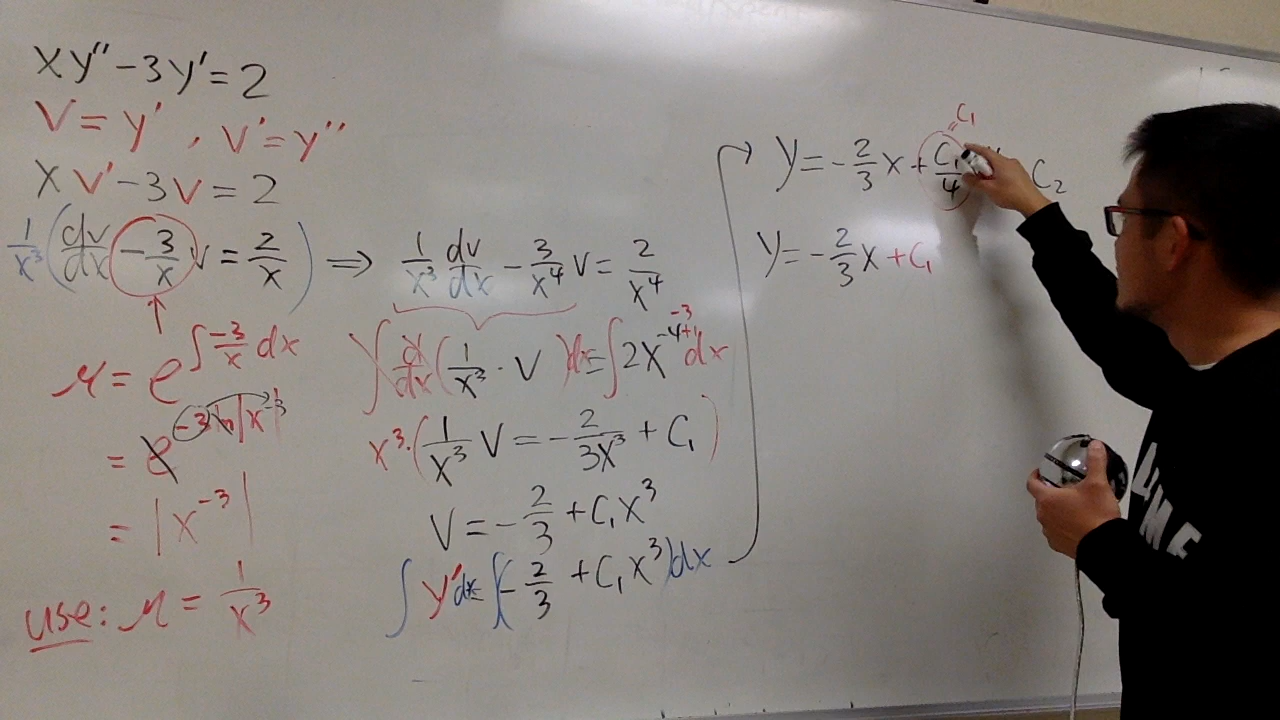 xy'' - 3y' = 2
V = y' , V' = y''
xV' - 3V = 2
1/x³ (dv/dx - 3/x V = 2/x) ⇒ 1/x³ dv/dx - 3/x⁴ V = 2/x⁴
↑
μ = e^(∫ -3/x dx)
= e^(-3 ln|x|^-3)
= |x⁻³|
use: μ = 1/x³
∫ d/dx (1/x³ · V) dx = ∫ 2x^(-4+1) dx
-3
x³·(1/x³ V = -2/(3x³) + C₁)
V = -2/3 + C₁x³
∫ y' dx = ∫(-2/3 + C₁x³)dx
→ y = -2/3 x + C₁/4 C₂
= C₁
y = -2/3 x + C₁